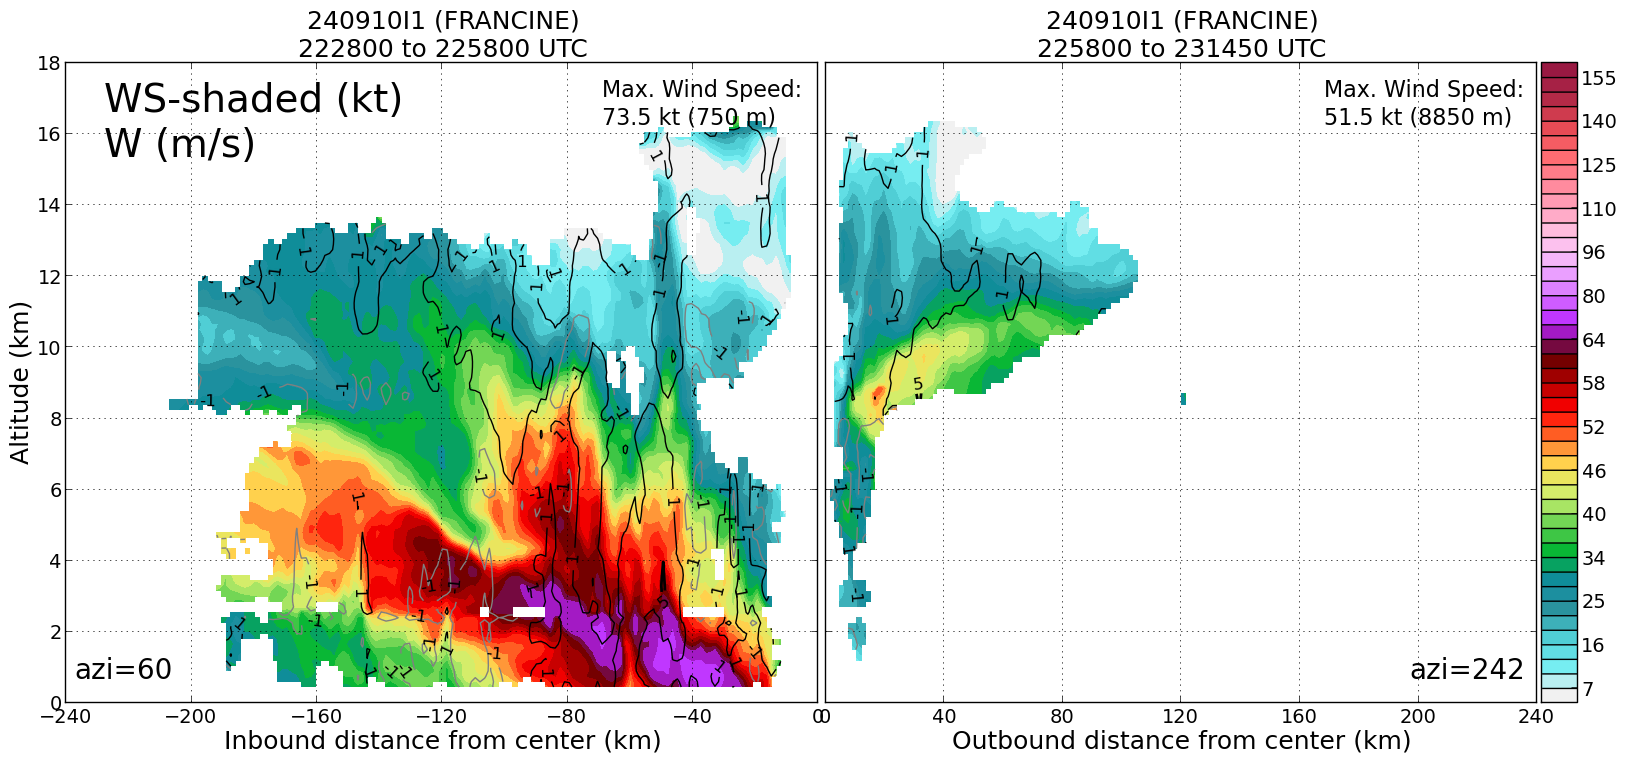 240910I1 (FRANCINE)
222800 to 225800 UTC
240910I1 (FRANCINE)
225800 to 231450 UTC
WS-shaded (kt)
W (m/s)
Max. Wind Speed:
73.5 kt (750 m)
Max. Wind Speed:
51.5 kt (8850 m)
Altitude (km)
18
16
14
12
10
8
6
4
2
0
azi=60
azi=242
−240
−200
−160
−120
−80
−40
0
0
40
80
120
160
200
240
Inbound distance from center (km)
Outbound distance from center (km)
155
140
125
110
96
80
64
58
52
46
40
34
25
16
7